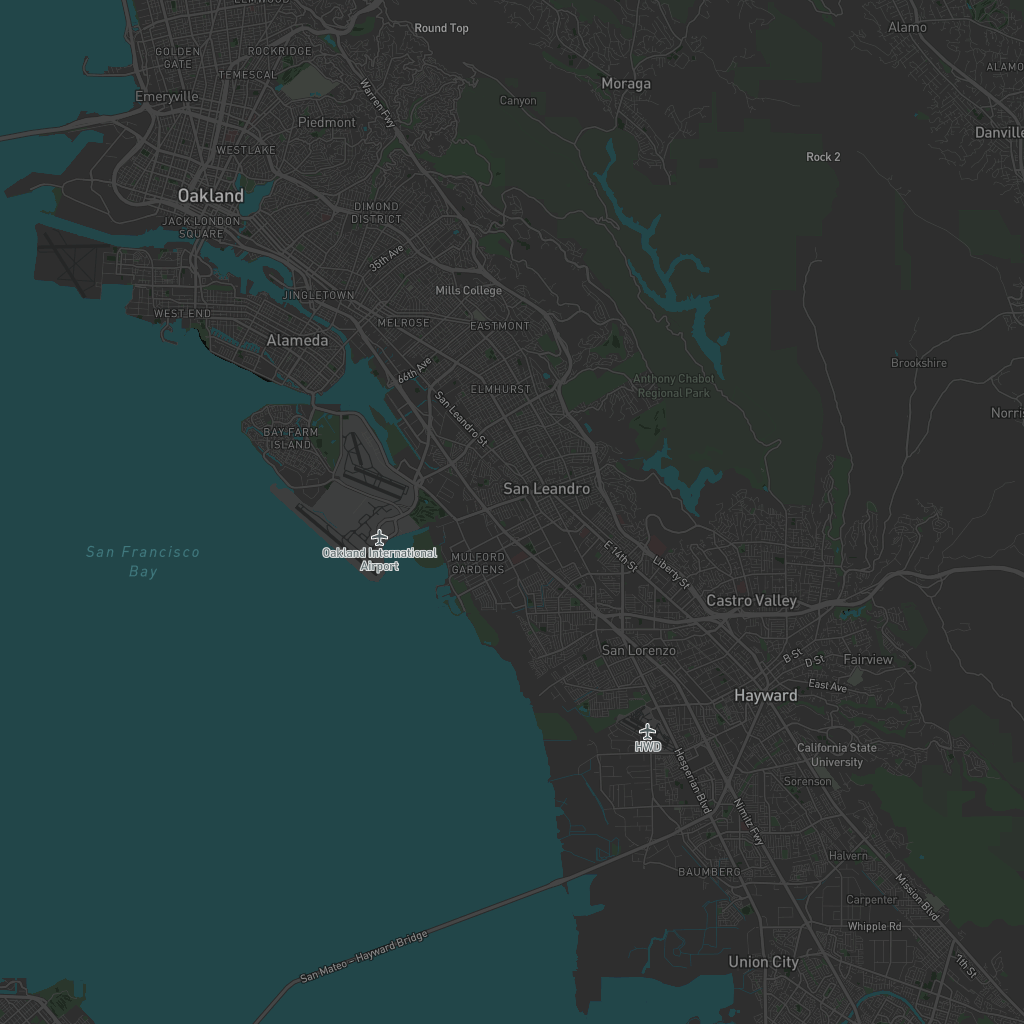 Round Top
Alamo
GOLDEN
GATE
ROCKRIDGE
TEMESCAL
ALAMO
Emeryville
Warren Fwy
Canyon
Moraga
Piedmont
Danville
WESTLAKE
Rock 2
Oakland
DIMOND
DISTRICT
JACK LONDON
SQUARE
35th Ave
Mills College
JINGLETOWN
WEST END
MELROSE
EASTMONT
Alameda
66th Ave
Brookshire
ELMHURST
Anthony Chabot
Regional Park
San Leandro St
BAY FARM
ISLAND
San Leandro
San Francisco
Bay
Oakland International
Airport
MULFORD
GARDENS
E 14th St
Liberty St
Castro Valley
San Lorenzo
B St
D St
Fairview
East Ave
Hayward
HWD
California State
University
Hesperian Blvd
Sorenson
Nimitz Fwy
Halvern
BAUMBERG
Mission Blvd
Carpenter
Whipple Rd
San Mateo – Hayward Bridge
Union City
1th St